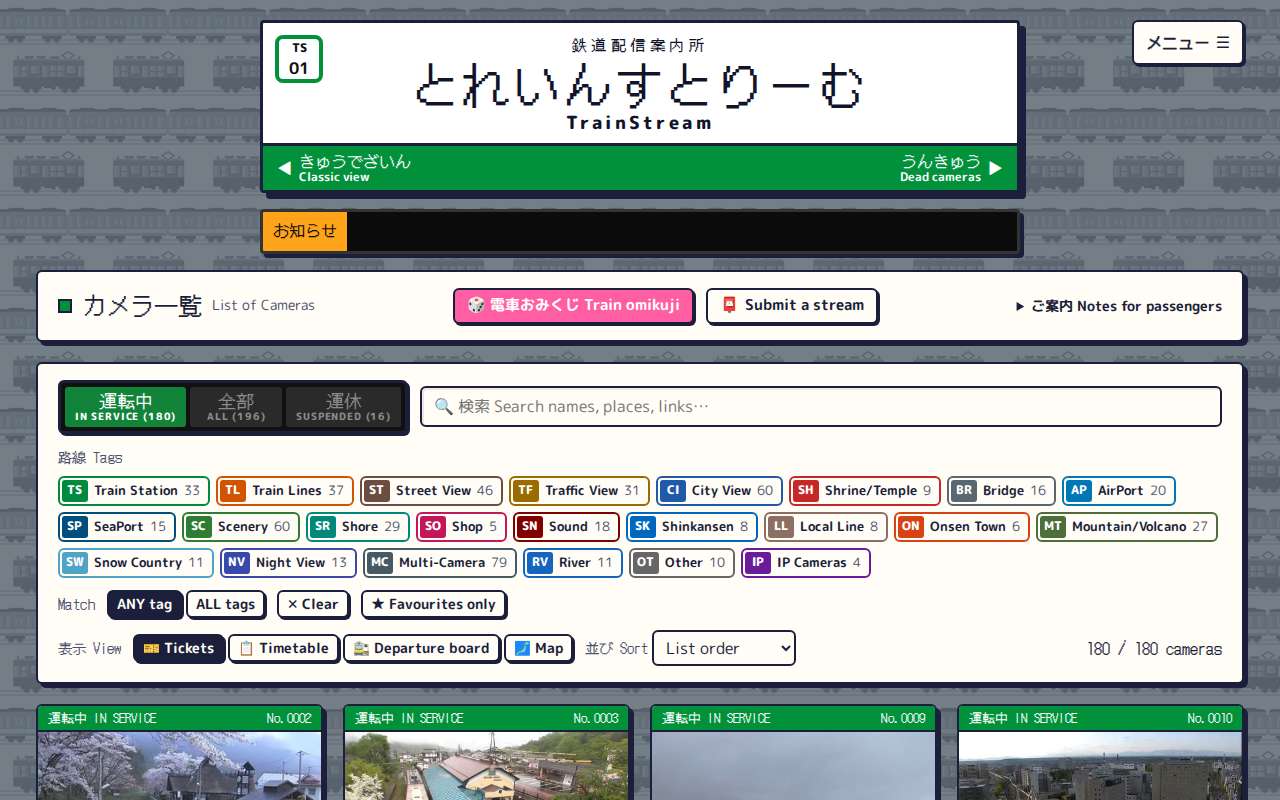 TS
01
鉄道配信案内所
とれいんすとりーむ
TrainStream
メニュー ☰
◀ きゅうでざいん
Classic view
うんきゅう ▶
Dead cameras
お知らせ
カメラ一覧 List of Cameras
🎲 電車おみくじ Train omikuji
📮 Submit a stream
▶ ご案内 Notes for passengers
運転中
IN SERVICE (180)
全部
ALL (196)
運休
SUSPENDED (16)
🔍 検索 Search names, places, links…
路線 Tags
TS Train Station 33
TL Train Lines 37
ST Street View 46
TF Traffic View 31
CI City View 60
SH Shrine/Temple 9
BR Bridge 16
AP AirPort 20
SP SeaPort 15
SC Scenery 60
SR Shore 29
SO Shop 5
SN Sound 18
SK Shinkansen 8
LL Local Line 8
ON Onsen Town 6
MT Mountain/Volcano 27
SW Snow Country 11
NV Night View 13
MC Multi-Camera 79
RV River 11
OT Other 10
IP IP Cameras 4
Match ANY tag ALL tags ✕ Clear ★ Favourites only
表示 View 🎫 Tickets 📋 Timetable 🚉 Departure board 🗾 Map 並び Sort List order
180 / 180 cameras
運転中 IN SERVICE No. 0002
運転中 IN SERVICE No. 0003
運転中 IN SERVICE No. 0009
運転中 IN SERVICE No. 0010